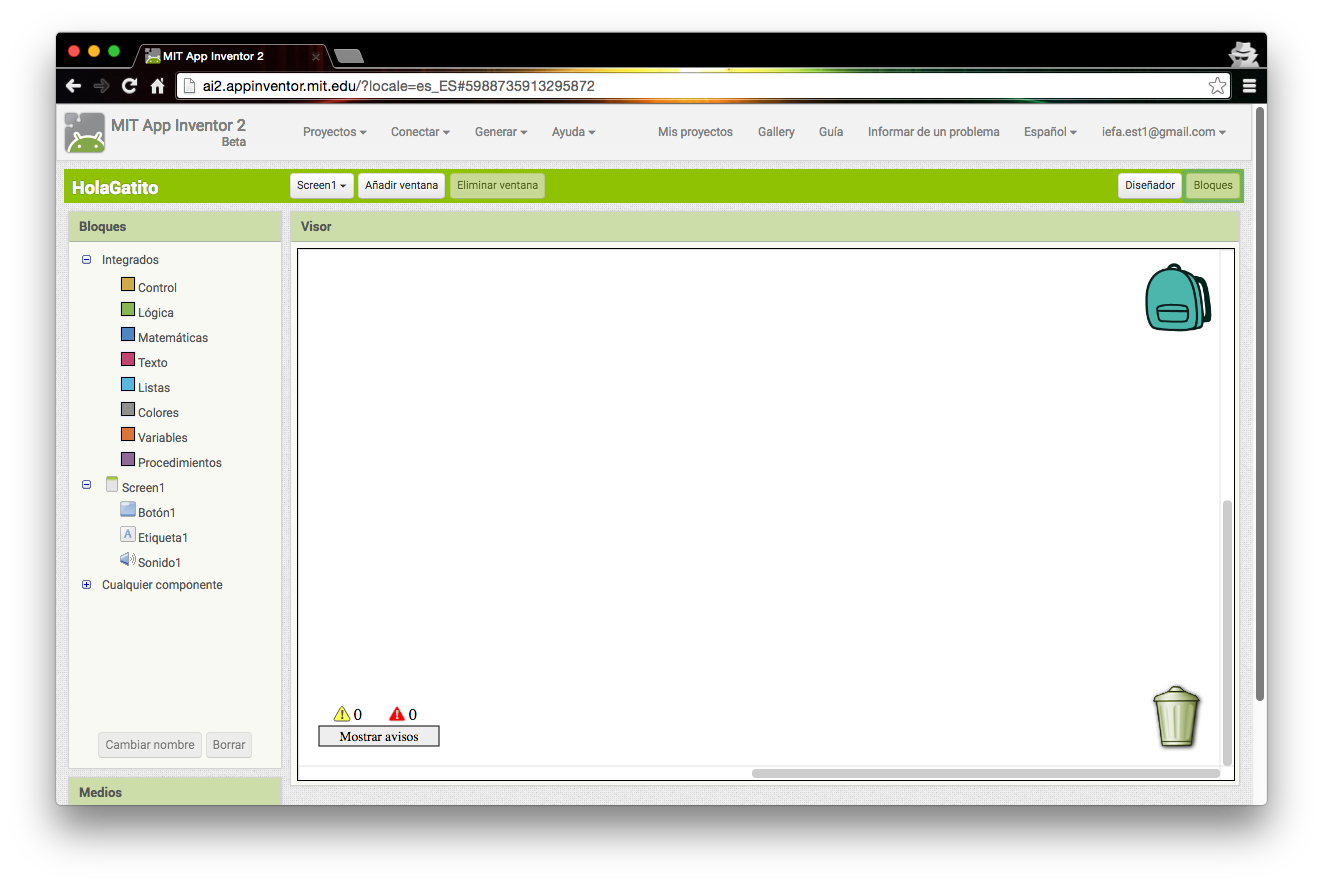 MIT App Inventor 2
ai2.appinventor.mit.edu/?locale=es_ES#5988735913295872
MIT App Inventor 2
Beta
Proyectos Conectar Generar Ayuda Mis proyectos Gallery Guía Informar de un problema Español iefa.est1@gmail.com
HolaGatito Screen1 Añadir ventana Eliminar ventana Diseñador Bloques
Bloques
Integrados
Control
Lógica
Matemáticas
Texto
Listas
Colores
Variables
Procedimientos
Screen1
Botón1
A Etiqueta1
Sonido1
Cualquier componente
Cambiar nombre Borrar
Medios
Visor
0 0
Mostrar avisos